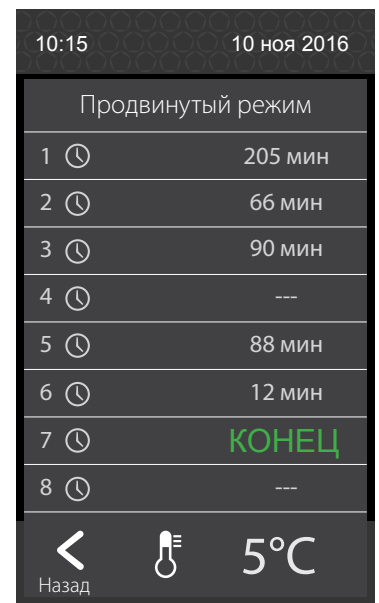 10:15 10 ноя 2016
Продвинутый режим
1 205 мин
2 66 мин
3 90 мин
4 ---
5 88 мин
6 12 мин
7 КОНЕЦ
8 ---
5°C
Назад